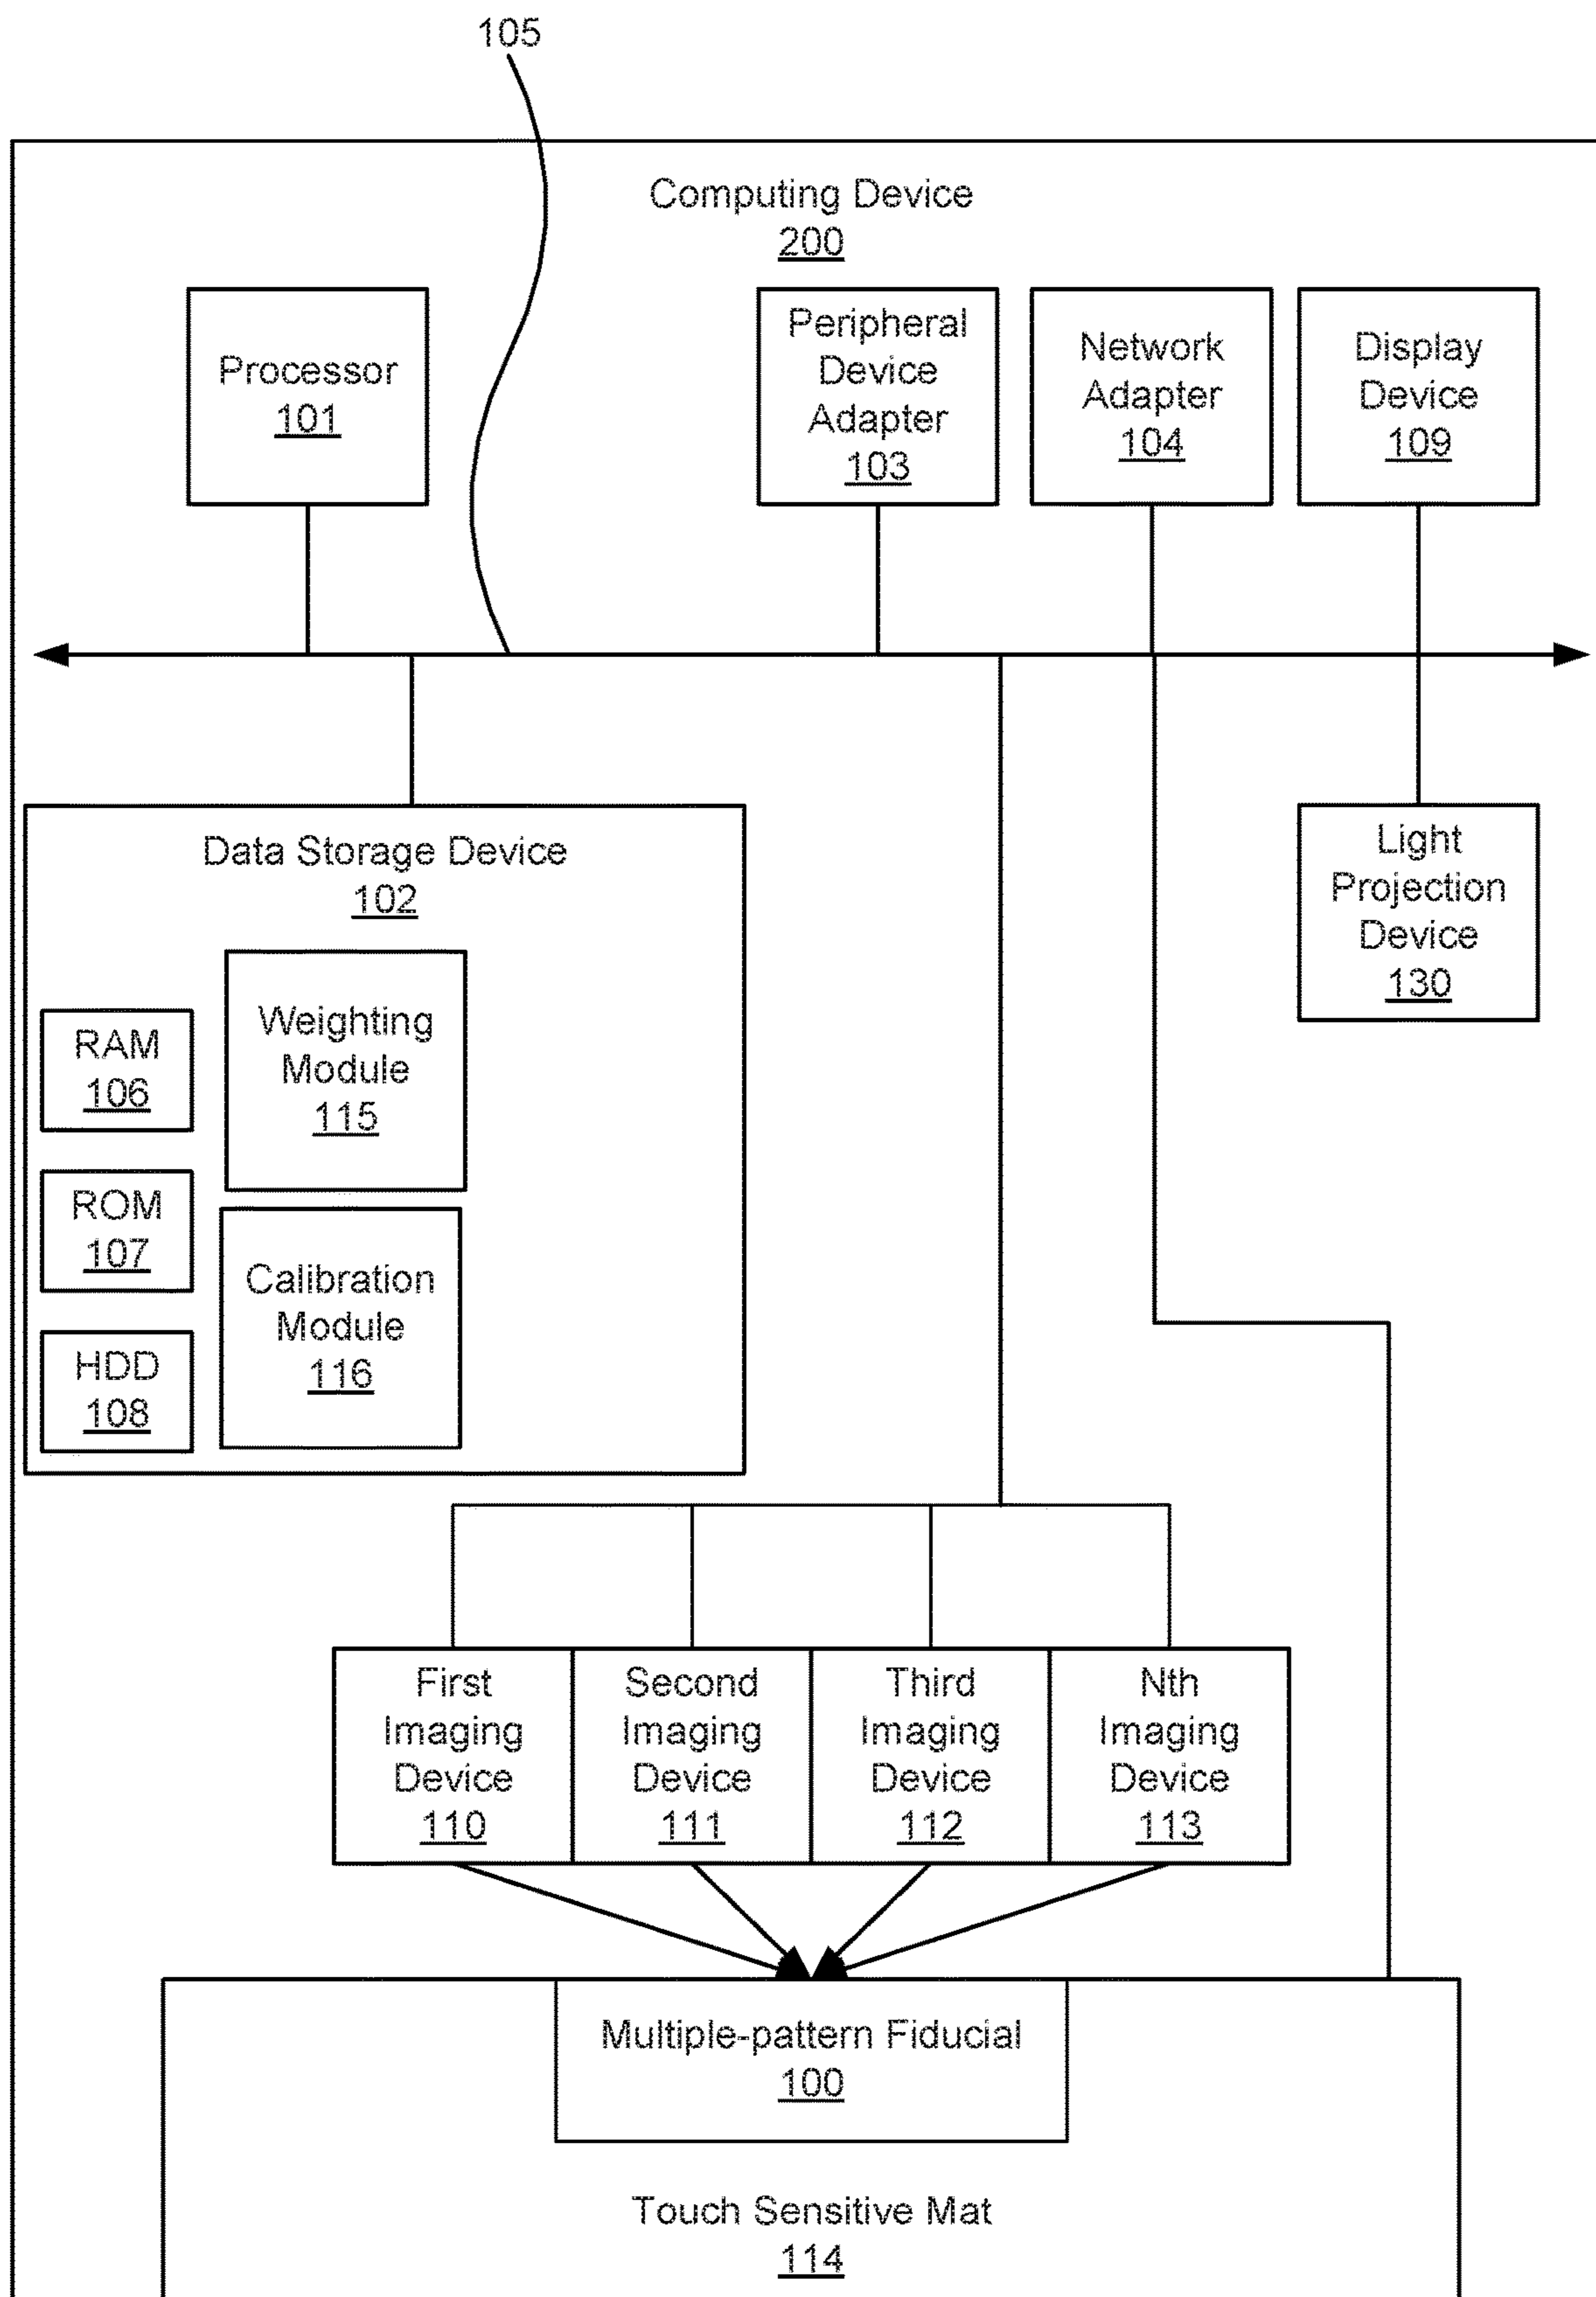 105
Computing Device
200
Processor
101
Peripheral
Device
Adapter
103
Network
Adapter
104
Display
Device
109
Data Storage Device
102
Weighting
Module
115
RAM
106
ROM
107
HDD
108
Calibration
Module
116
Light
Projection
Device
130
First
Imaging
Device
110
Second
Imaging
Device
111
Third
Imaging
Device
112
Nth
Imaging
Device
113
Multiple-pattern Fiducial
100
Touch Sensitive Mat
114